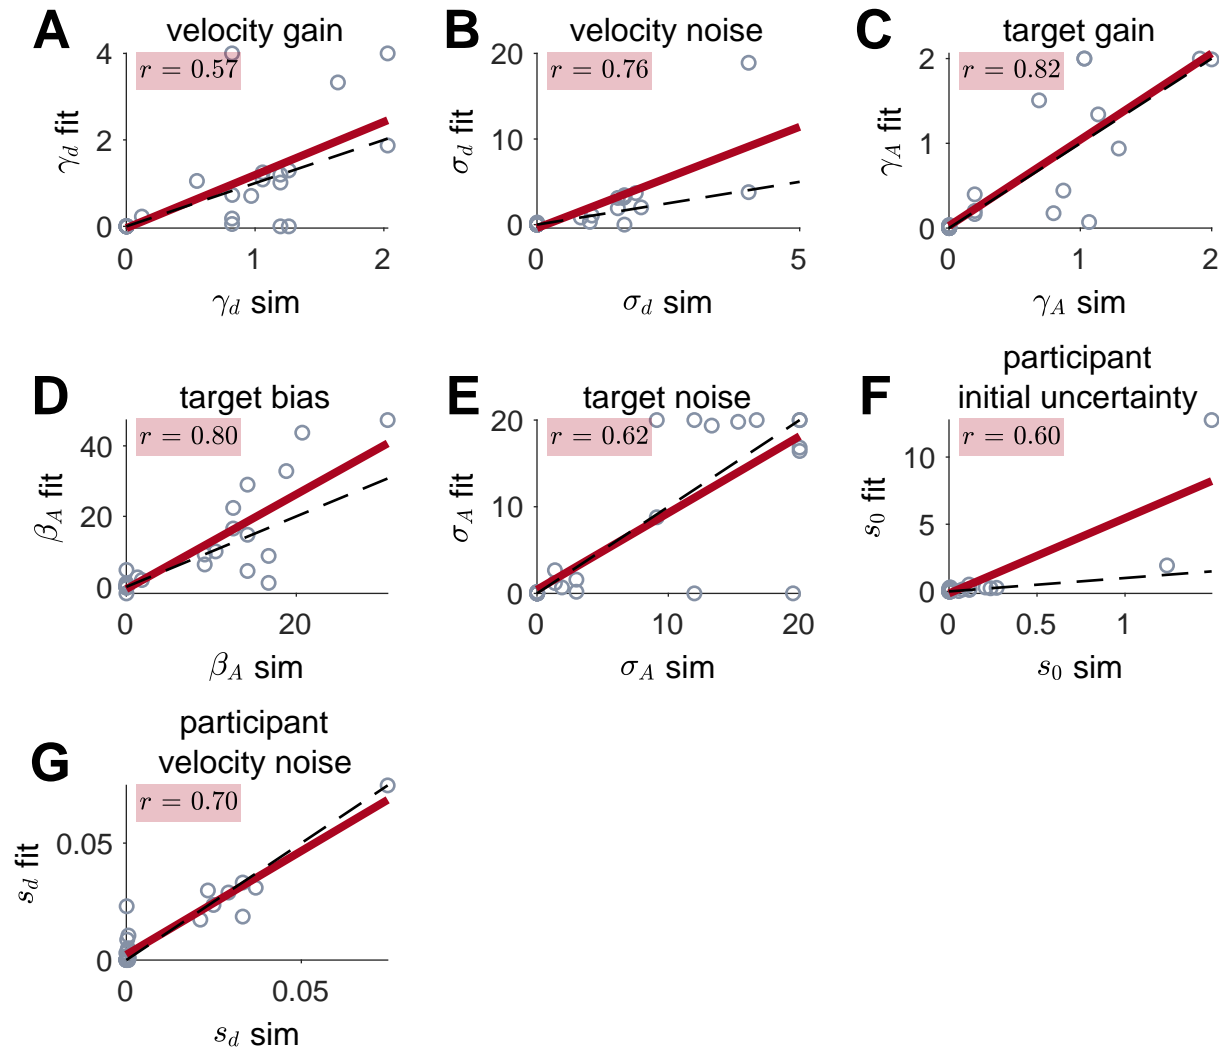 A
velocity gain
r = 0.57
4
2
0
γd fit
0
1
2
γd sim
B
velocity noise
r = 0.76
20
10
0
σd fit
0
5
σd sim
C
target gain
r = 0.82
2
1
0
γA fit
0
1
2
γA sim
D
target bias
r = 0.80
40
20
0
βA fit
0
20
βA sim
E
target noise
r = 0.62
20
10
0
σA fit
0
10
20
σA sim
F
participant
initial uncertainty
r = 0.60
10
5
0
s0 fit
0
0.5
1
s0 sim
G
participant
velocity noise
r = 0.70
0.05
0
sd fit
0
0.05
sd sim